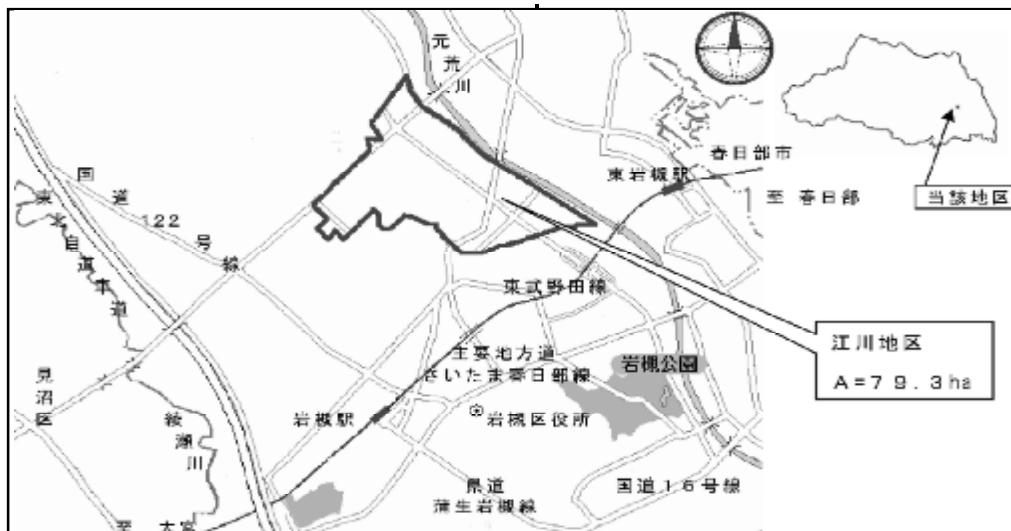 元荒川
国道122号線
東北自動車道
見沼区
綾瀬川
至 大宮
岩槻駅
東武野田線
主要地方道
さいたま春日部線
岩槻公園
岩槻区役所
県道
蒲生岩槻線
国道16号線
東岩槻駅
春日部市
至 春日部
当該地区
江川地区
A=79.3ha